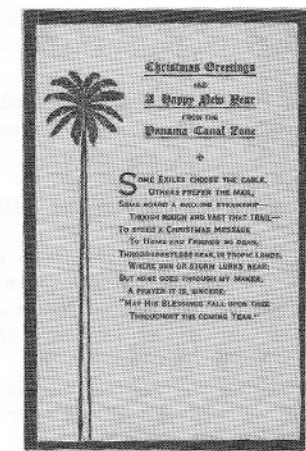 Christmas Greetings
AND
A Happy New Year
FROM THE
Panama Canal Zone
SOME EXILES CHOOSE THE CABLE,
OTHERS PREFER THE MAIL,
SOME BOARD A ROLLING STEAMSHIP—
THOUGH ROUGH AND VAST THAT TRAIL—
TO SPEED A CHRISTMAS MESSAGE
TO HOME AND FRIENDS SO DEAR,
THROUGH RESTLESS SEAS, IN TROPIC LANDS,
WHERE SUN OR STORM LURKS NEAR;
BUT MINE GOES THROUGH MY MAKER,
A PRAYER IT IS, SINCERE,
"MAY HIS BLESSINGS FALL UPON THEE
THROUGHOUT THE COMING YEAR."